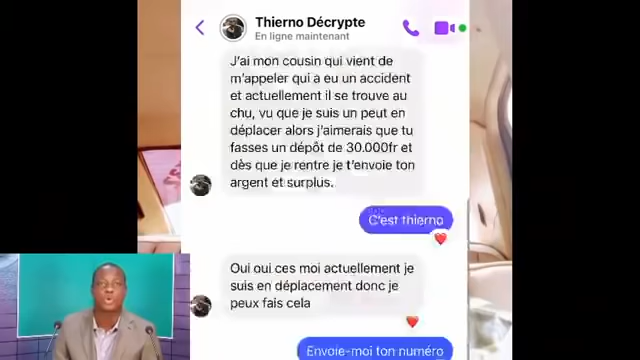 Thierno Décrypte
En ligne maintenant
J'ai mon cousin qui vient de
m'appeler qui a eu un accident
et actuellement il se trouve au
chu, vu que je suis un peut en
déplacer alors j'aimerais que tu
fasses un dépôt de 30.000fr et
dès que je rentre je t'envoie ton
argent et surplus.
C'est thierno
Oui oui ces moi actuellement je
suis en déplacement donc je
peux fais cela
Envoie-moi ton numéro